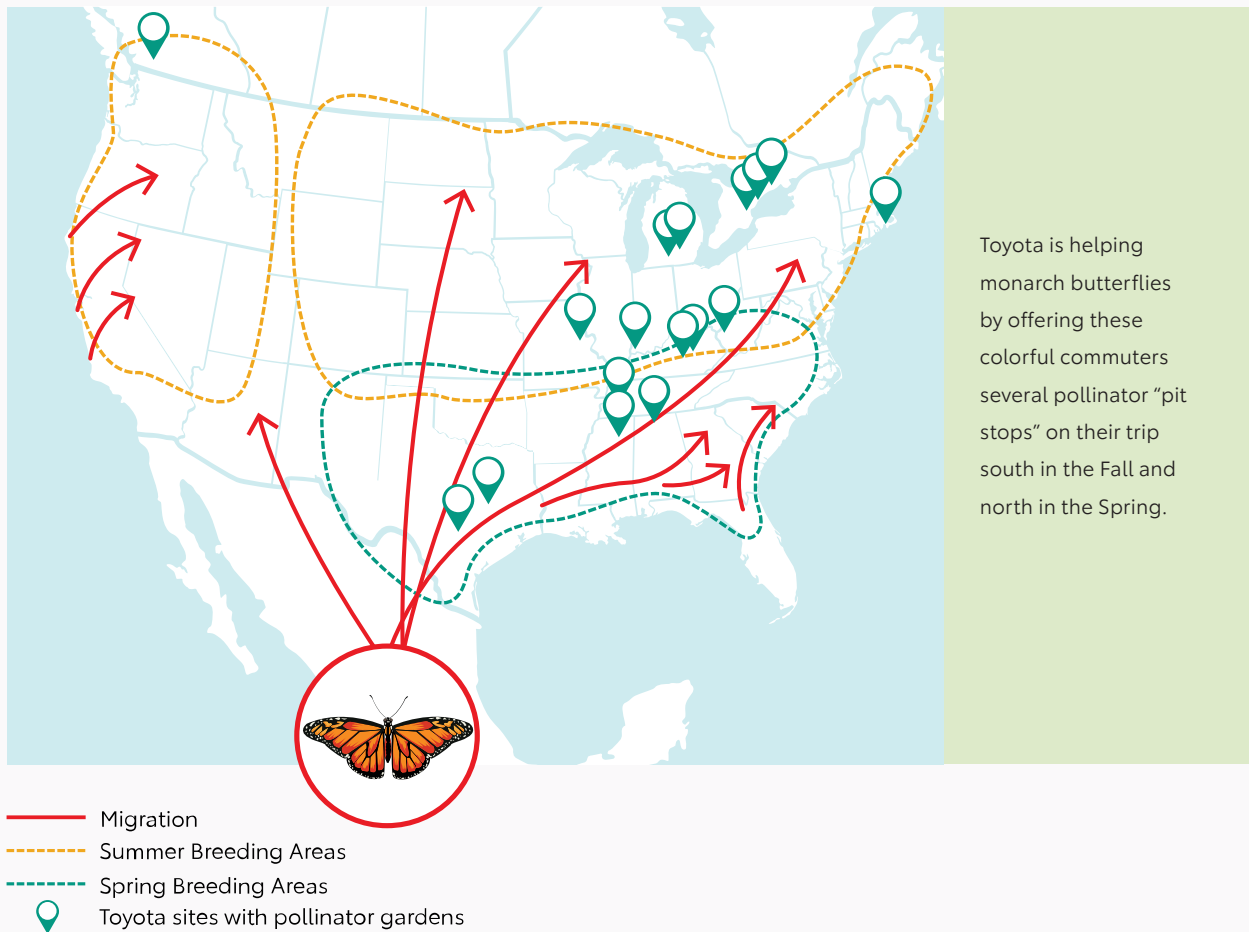 Toyota is helping
monarch butterflies
by offering these
colorful commuters
several pollinator “pit
stops” on their trip
south in the Fall and
north in the Spring.
Migration
Summer Breeding Areas
Spring Breeding Areas
Toyota sites with pollinator gardens